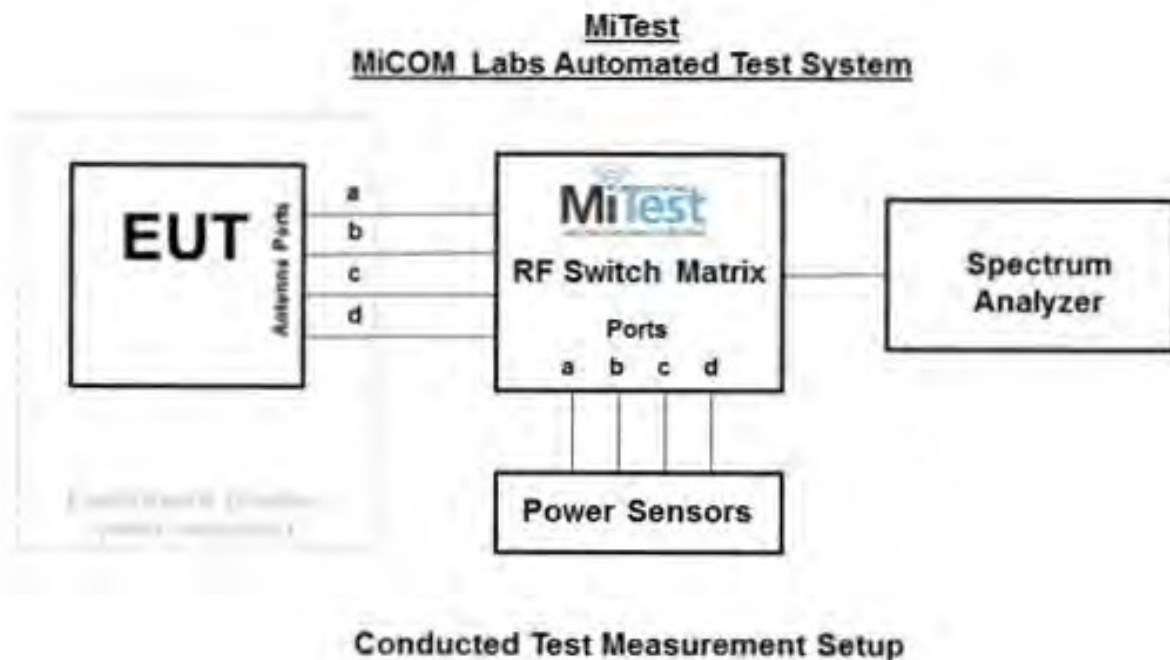 MiTest
MiCOM Labs Automated Test System
EUT
Antenna Ports
a
b
c
d
MiTest
RF Switch Matrix
Ports
a b c d
Spectrum
Analyzer
Power Sensors
Conducted Test Measurement Setup